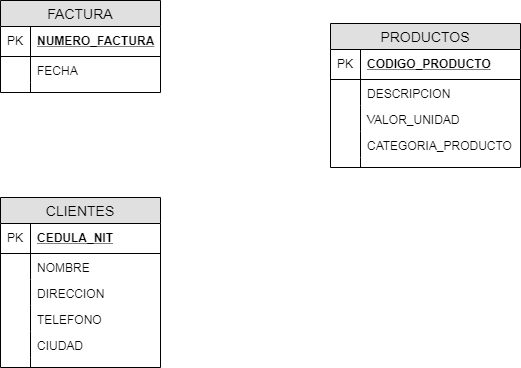 FACTURA
PK NUMERO_FACTURA
FECHA
PRODUCTOS
PK CODIGO_PRODUCTO
DESCRIPCION
VALOR_UNIDAD
CATEGORIA_PRODUCTO
CLIENTES
PK CEDULA_NIT
NOMBRE
DIRECCION
TELEFONO
CIUDAD